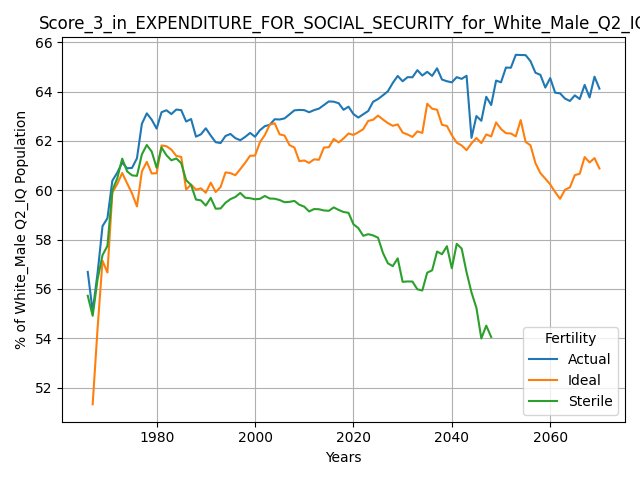 Score_3_in_EXPENDITURE_FOR_SOCIAL_SECURITY_for_White_Male_Q2_IQ
66
64
62
60
58
56
54
52
% of White_Male Q2_IQ Population
1980
2000
2020
2040
2060
Years
Fertility
Actual
Ideal
Sterile